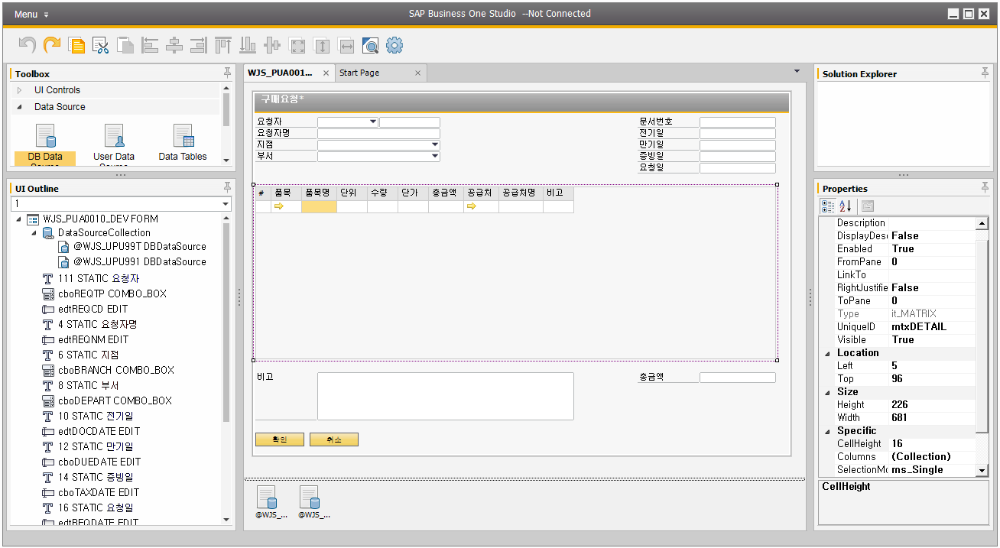 Menu
SAP Business One Studio --Not Connected
Toolbox
UI Controls
Data Source
DB Data
User Data
Data Tables
UI Outline
1
WJS_PUA0010_DEV FORM
DataSourceCollection
@WJS_UPU99T DBDataSource
@WJS_UPU991 DBDataSource
111 STATIC 요청자
cboREQTP COMBO_BOX
edtREQCD EDIT
4 STATIC 요청자명
edtREQNM EDIT
6 STATIC 지점
cboBRANCH COMBO_BOX
8 STATIC 부서
cboDEPART COMBO_BOX
10 STATIC 전기일
edtDOCDATE EDIT
12 STATIC 만기일
cboDUEDATE EDIT
14 STATIC 증빙일
cboTAXDATE EDIT
16 STATIC 요청일
edtREQDATE EDIT
WJS_PUA001...
Start Page
구매요청*
요청자
요청자명
지점
부서
문서번호
전기일
만기일
증빙일
요청일
# 품목 품목명 단위 수량 단가 총금액 공급처 공급처명 비고
비고
총금액
확인
취소
@WJS_...
@WJS_...
Solution Explorer
Properties
Description
DisplayDesc False
Enabled True
FromPane 0
LinkTo
RightJustifie False
ToPane 0
Type it_MATRIX
UniqueID mtxDETAIL
Visible True
Location
Left 5
Top 96
Size
Height 226
Width 681
Specific
CellHeight 16
Columns (Collection)
SelectionMo ms_Single
CellHeight